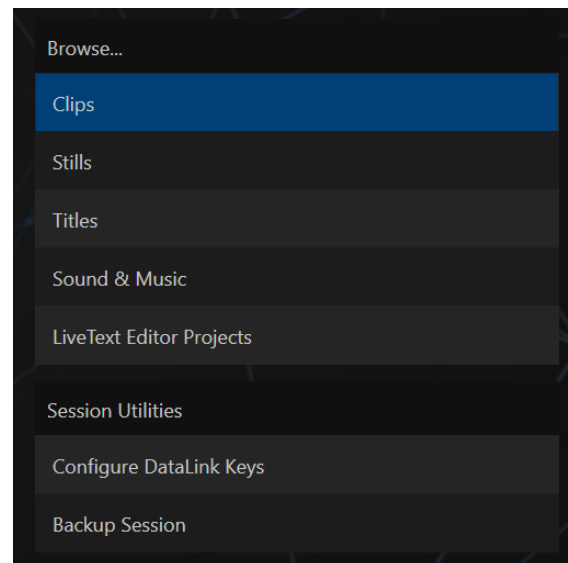 Browse...
Clips
Stills
Titles
Sound & Music
LiveText Editor Projects
Session Utilities
Configure DataLink Keys
Backup Session